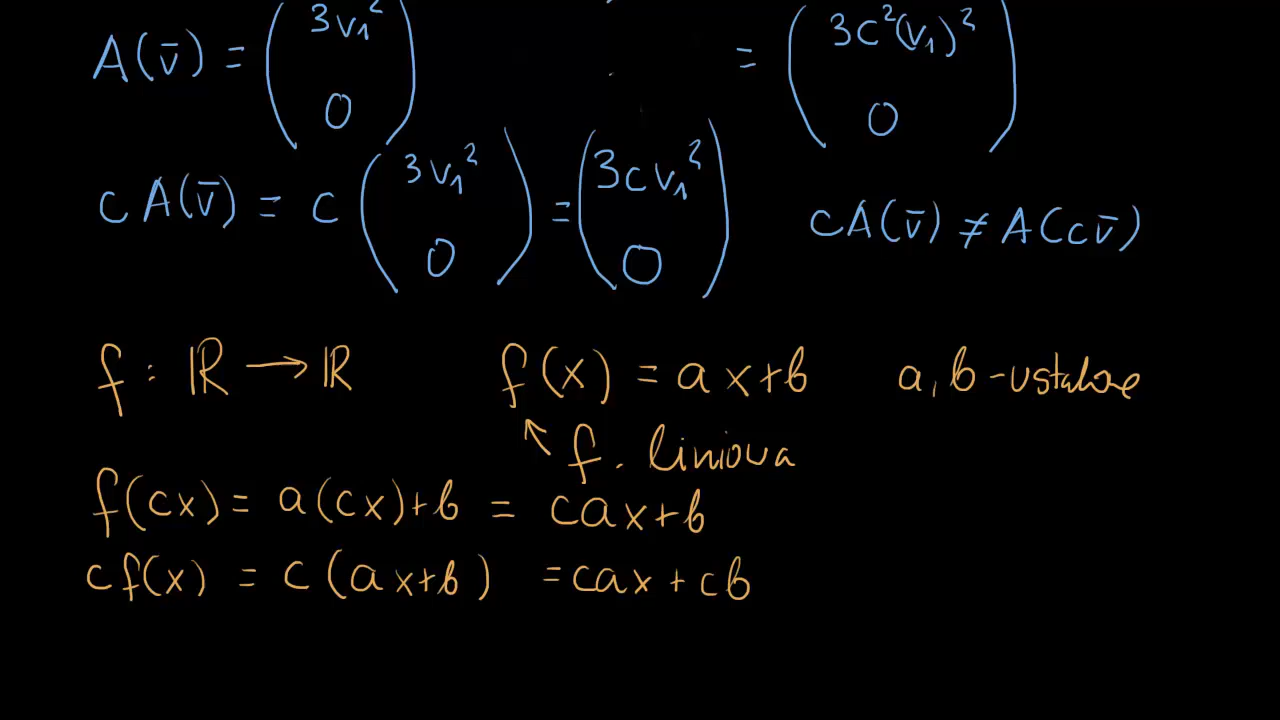 A(v̄) = (3v₁² 0) = (3c²(v₁)² 0)
cA(v̄) = c (3v₁² 0) = (3cv₁² 0) cA(v̄) ≠ A(cv̄)
f : ℝ → ℝ f(x) = ax+b a, b - ustalone
↖ f. liniowa
f(cx) = a(cx)+b = cax+b
cf(x) = c(ax+b) = cax + cb